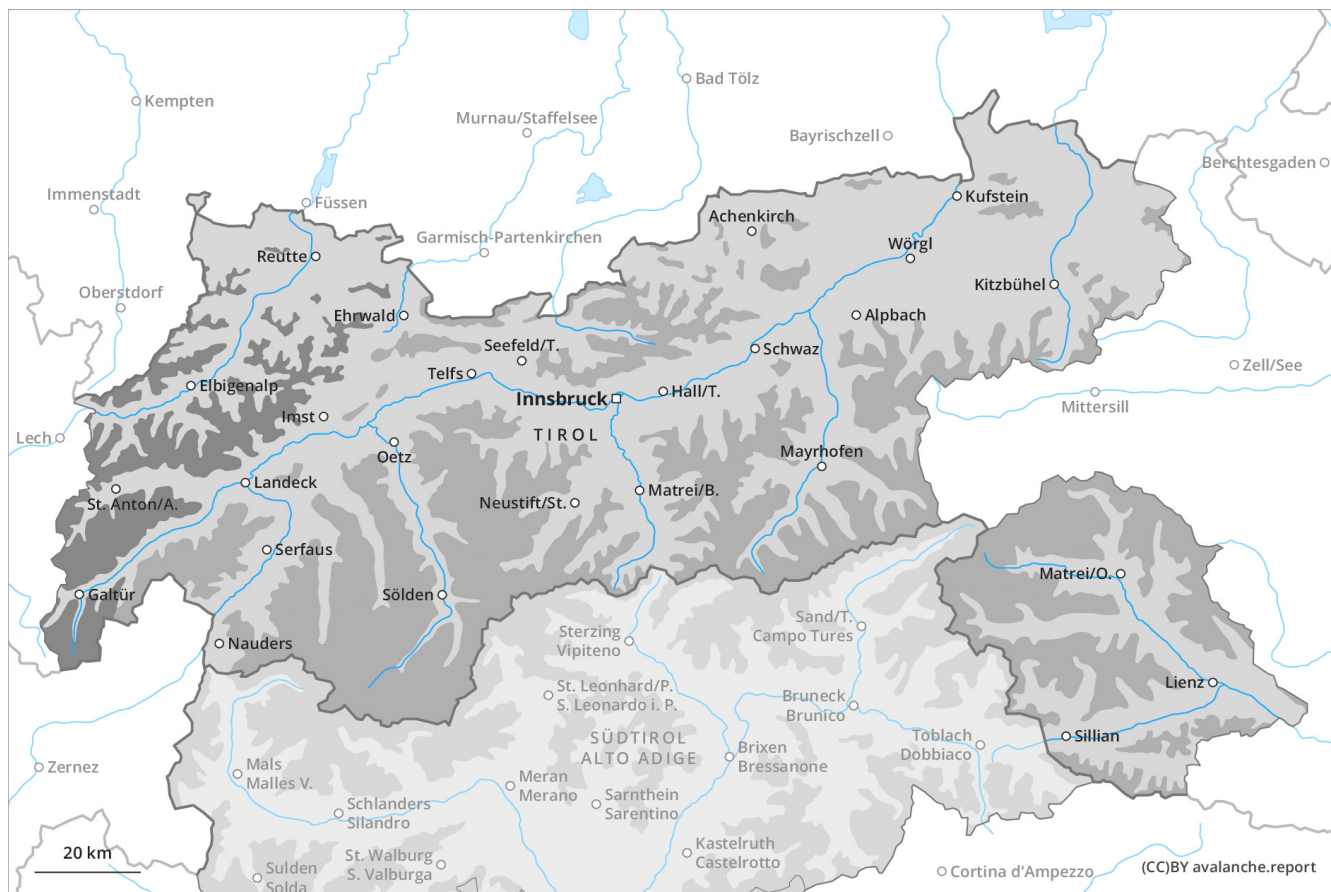 Bad Tölz
Kempten
Murnau/Staffelsee
Bayrischzell
Berchtesgaden
Immenstadt
Füssen
Kufstein
Achenkirch
Garmisch-Partenkirchen
Wörgl
Reutte
Kitzbühel
Oberstdorf
Ehrwald
Alpbach
Seefeld/T.
Schwaz
Zell/See
Telfs
Elbigenalp
Hall/T.
Innsbruck
Mittersill
Imst
Lech
TIROL
Oetz
Mayrhofen
Landeck
Matrei/B.
St. Anton/A.
Neustift/St.
Serfaus
Matrei/O.
Galtür
Sölden
Sand/T.
Campo Tures
Sterzing
Vipiteno
Nauders
Lienz
St. Leonhard/P.
S. Leonardo i. P.
Bruneck
Brunico
SÜDTIROL
ALTO ADIGE
Toblach
Dobbiaco
Sillian
Brixen
Bressanone
Zernez
Mals
Malles V.
Meran
Merano
Schlanders
Silandro
Sarnthein
Sarentino
20 km
St. Walburg
S. Valburga
Kastelruth
Castelrotto
Sulden
Solda
Cortina d'Ampezzo
(CC)BY avalanche.report